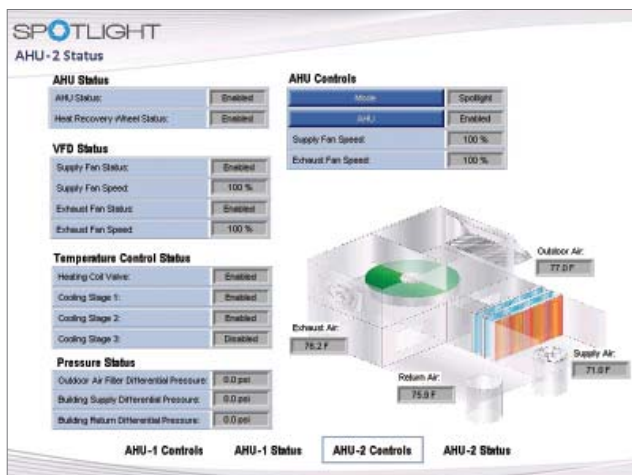 SPOTLIGHT
AHU-2 Status
AHU Status
AHU Status: Enabled
Heat Recovery Wheel Status: Enabled
VFD Status
Supply Fan Status: Enabled
Supply Fan Speed: 100 %
Exhaust Fan Status: Enabled
Exhaust Fan Speed: 100 %
Temperature Control Status
Heating Coil Valve: Enabled
Cooling Stage 1: Enabled
Cooling Stage 2: Enabled
Cooling Stage 3: Disabled
Pressure Status
Outdoor Air Filter Differential Pressure: 0.0 psi
Building Supply Differential Pressure: 0.0 psi
Building Return Differential Pressure: 0.0 psi
AHU Controls
Mode Spotlight
AHU Enabled
Supply Fan Speed: 100 %
Exhaust Fan Speed: 100 %
Outdoor Air:
77.0 F
Exhaust Air:
76.2 F
Return Air:
75.9 F
Supply Air:
71.0 F
AHU-1 Controls AHU-1 Status AHU-2 Controls AHU-2 Status